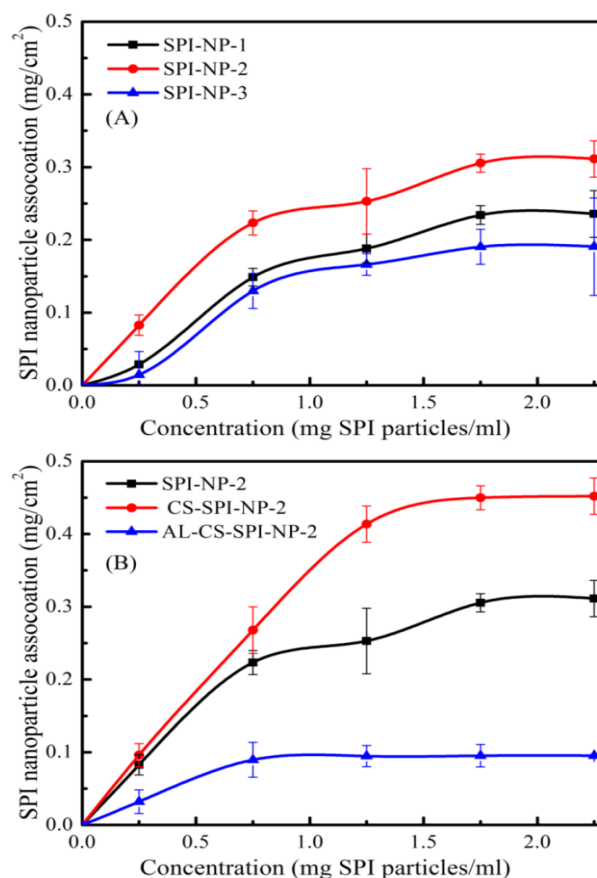 0.5
SPI-NP-1
SPI-NP-2
SPI-NP-3
(A)
0.4
0.3
0.2
0.1
0.0
SPI nanoparticle assocoation (mg/cm²)
0.0 0.5 1.0 1.5 2.0
Concentration (mg SPI particles/ml)
0.5
SPI-NP-2
CS-SPI-NP-2
AL-CS-SPI-NP-2
(B)
0.4
0.3
0.2
0.1
0.0
SPI nanoparticle assocoation (mg/cm²)
0.0 0.5 1.0 1.5 2.0
Concentration (mg SPI particles/ml)